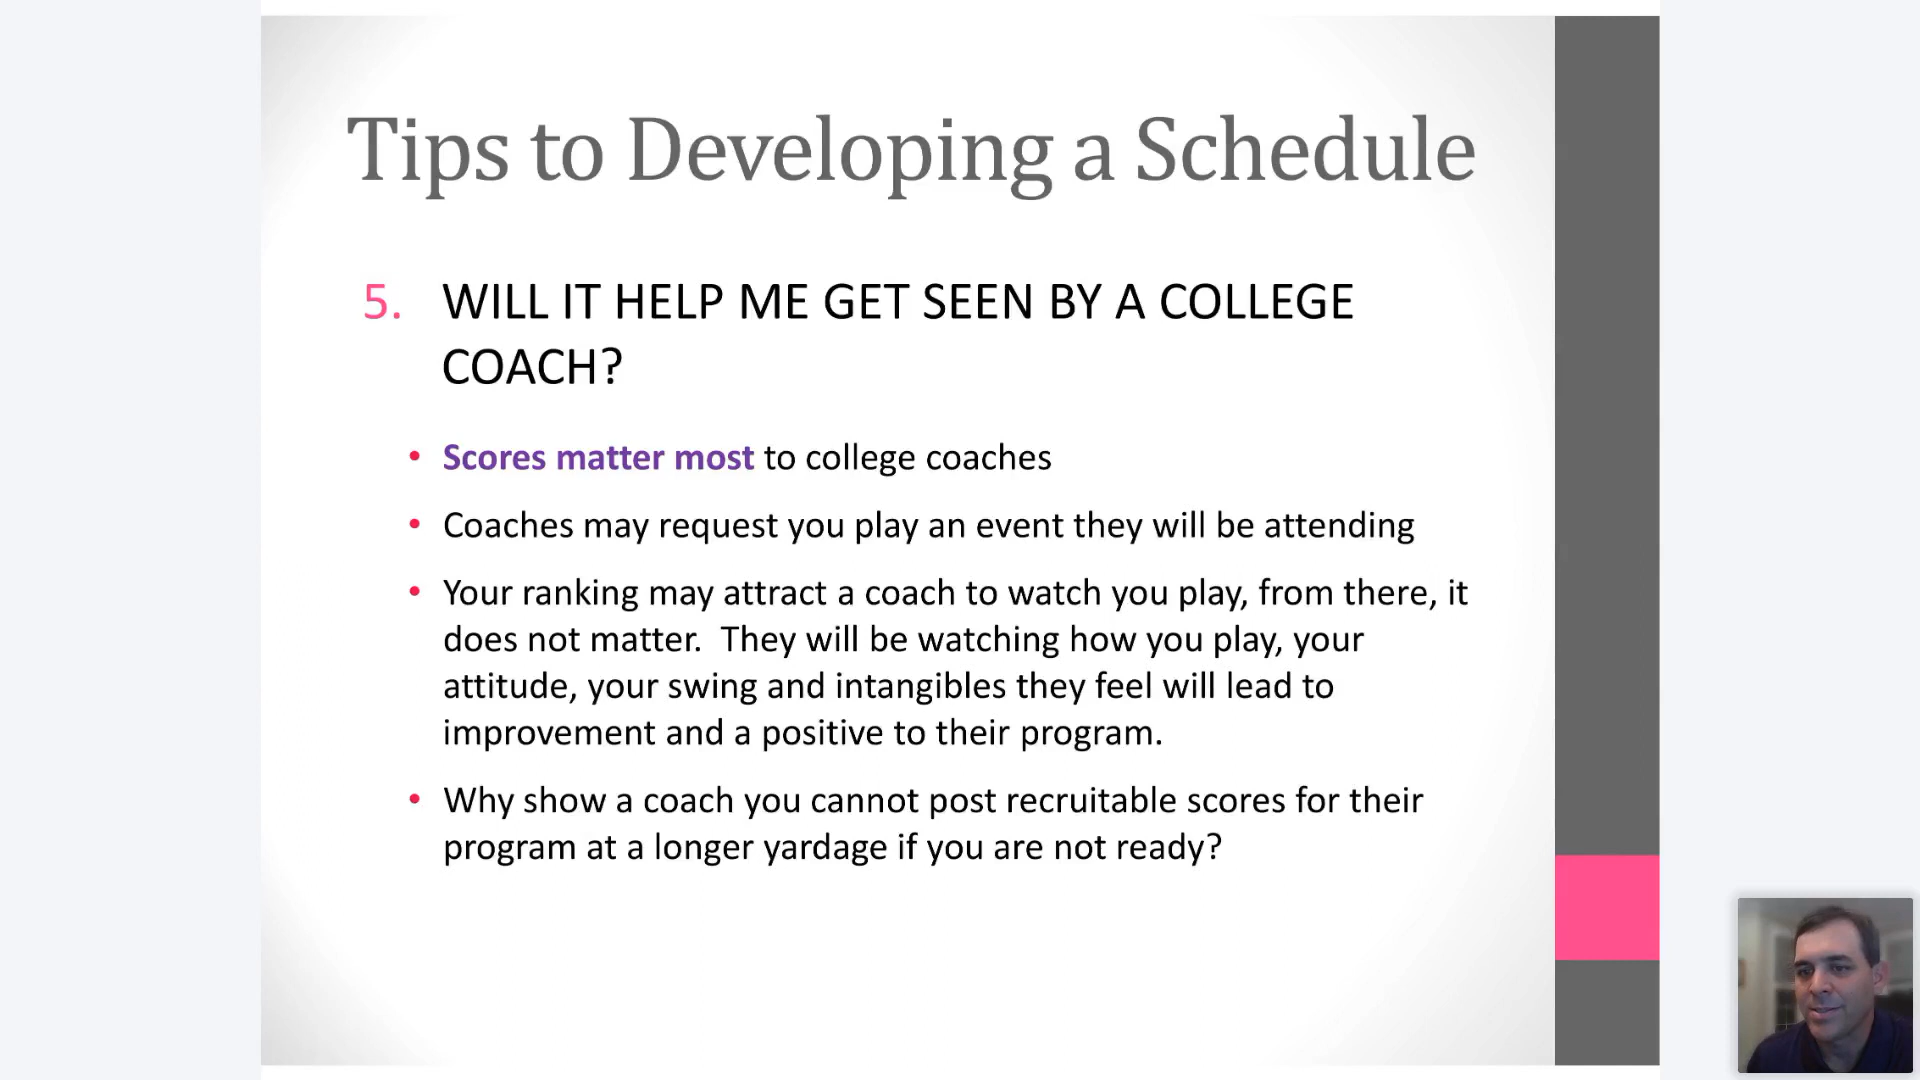 Tips to Developing a Schedule
5. WILL IT HELP ME GET SEEN BY A COLLEGE
COACH?
• Scores matter most to college coaches
• Coaches may request you play an event they will be attending
• Your ranking may attract a coach to watch you play, from there, it
does not matter.  They will be watching how you play, your
attitude, your swing and intangibles they feel will lead to
improvement and a positive to their program.
• Why show a coach you cannot post recruitable scores for their
program at a longer yardage if you are not ready?